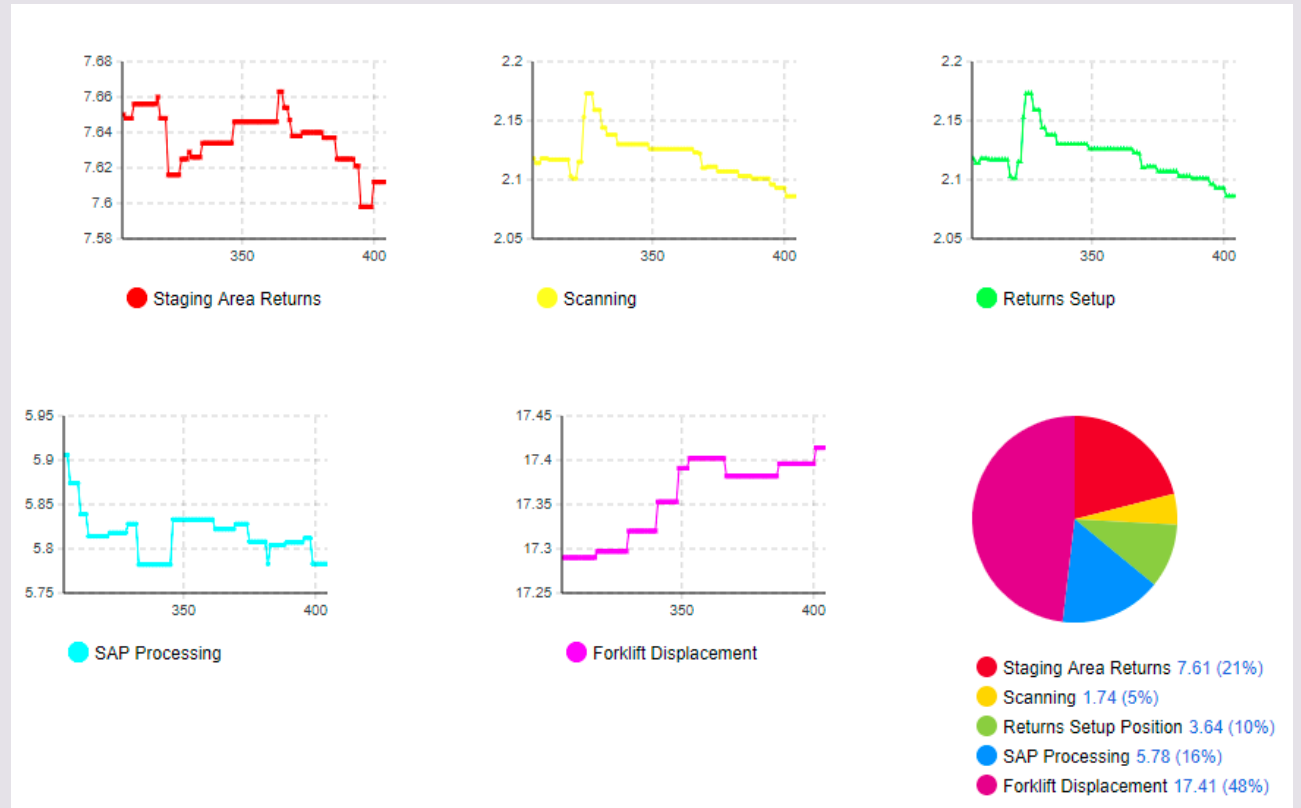 7.68
7.66
7.64
7.62
7.6
7.58
350 400
Staging Area Returns
2.2
2.15
2.1
2.05
350 400
Scanning
2.2
2.15
2.1
2.05
350 400
Returns Setup
5.95
5.9
5.85
5.8
5.75
350 400
SAP Processing
17.45
17.4
17.35
17.3
17.25
350 400
Forklift Displacement
Staging Area Returns 7.61 (21%)
Scanning 1.74 (5%)
Returns Setup Position 3.64 (10%)
SAP Processing 5.78 (16%)
Forklift Displacement 17.41 (48%)